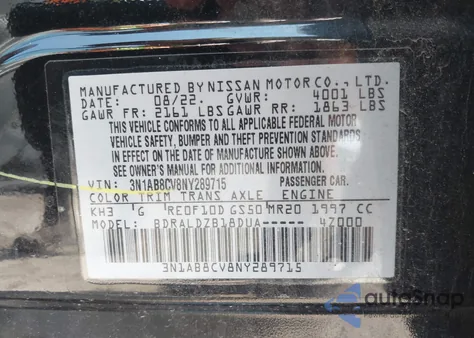 MANUFACTURED BY NISSAN MOTOR CO., LTD.
DATE: 08/22. GVWR: 4001 LBS
GAWR FR: 2161 LBS GAWR RR: 1863 LBS
THIS VEHICLE CONFORMS TO ALL APPLICABLE FEDERAL MOTOR
VEHICLE SAFETY, BUMPER AND THEFT PREVENTION STANDARDS
IN EFFECT ON THE DATE OF MANUFACTURE SHOWN ABOVE.
SEE OWNER'S MANUAL FOR ADDITIONAL INFORMATION
VIN: 3N1AB8CV8NY289715 PASSENGER CAR.
COLOR TRIM TRANS AXLE ENGINE
KH3 G RE0F10D GS50 MR20 1997 CC
MODEL: BDRALDZB18DUA 4Z000
3N1AB8CV8NY289715
autoSnap